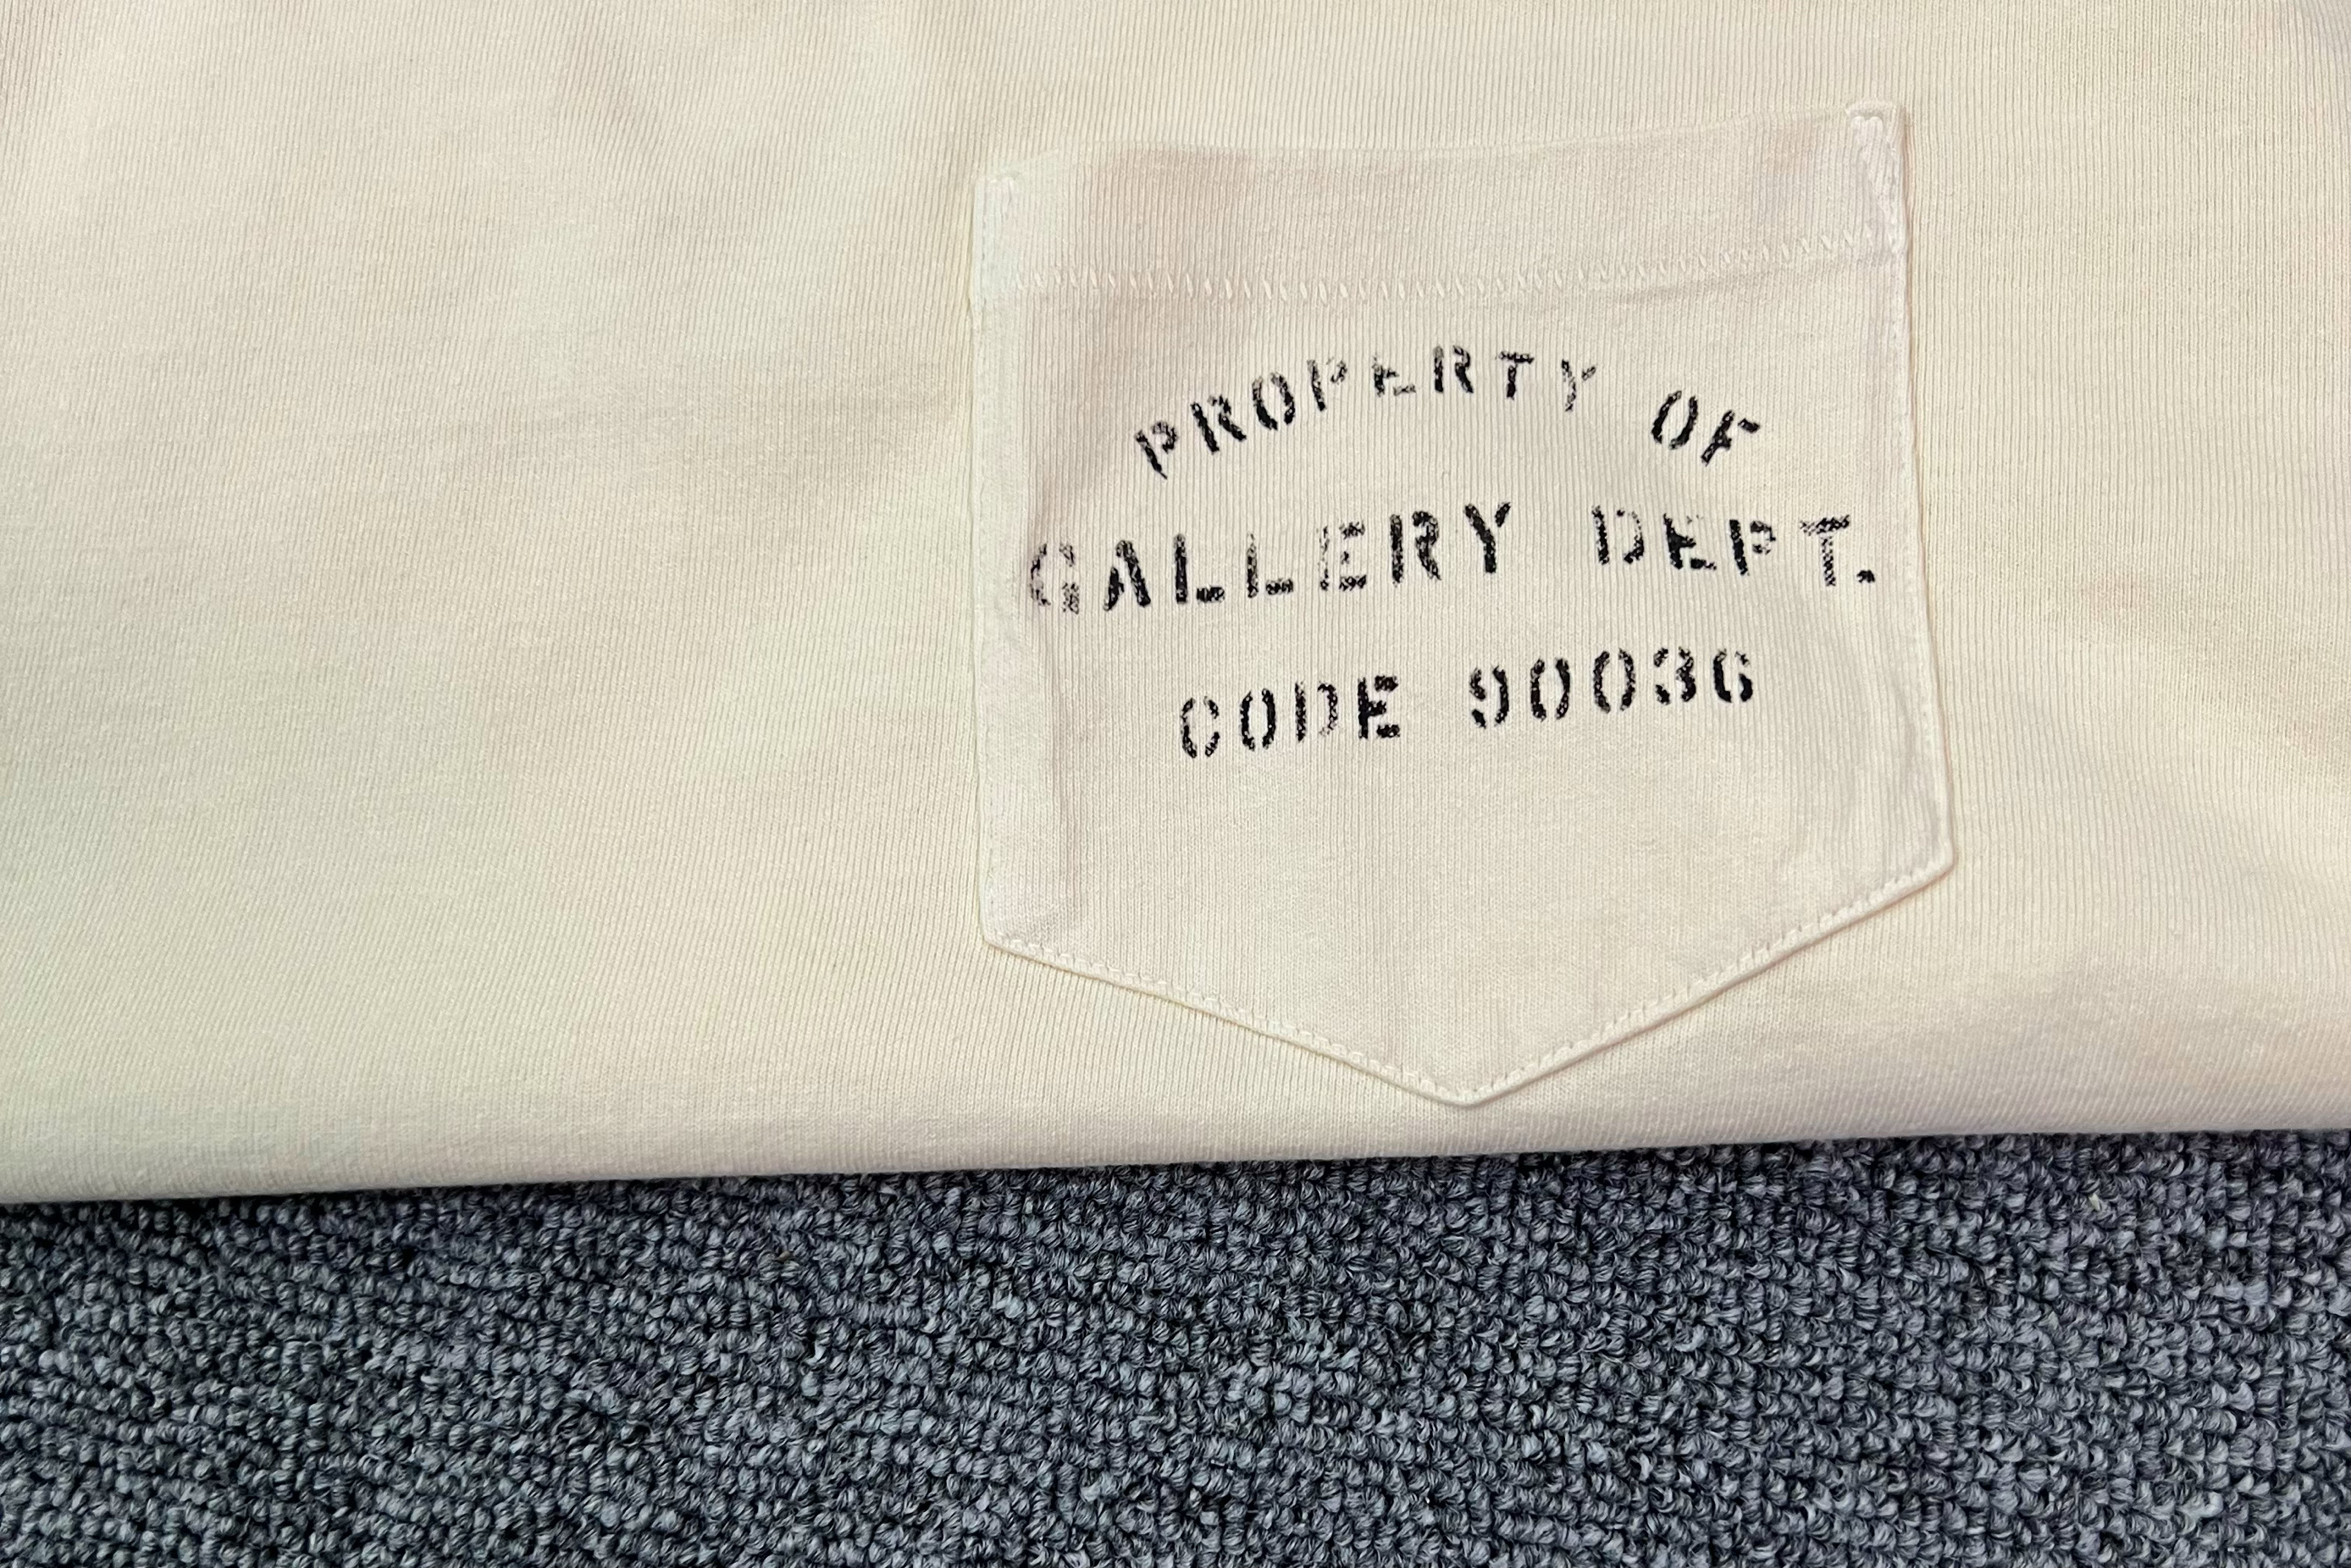 PROPERTY OF
GALLERY DEPT.
CODE 90036